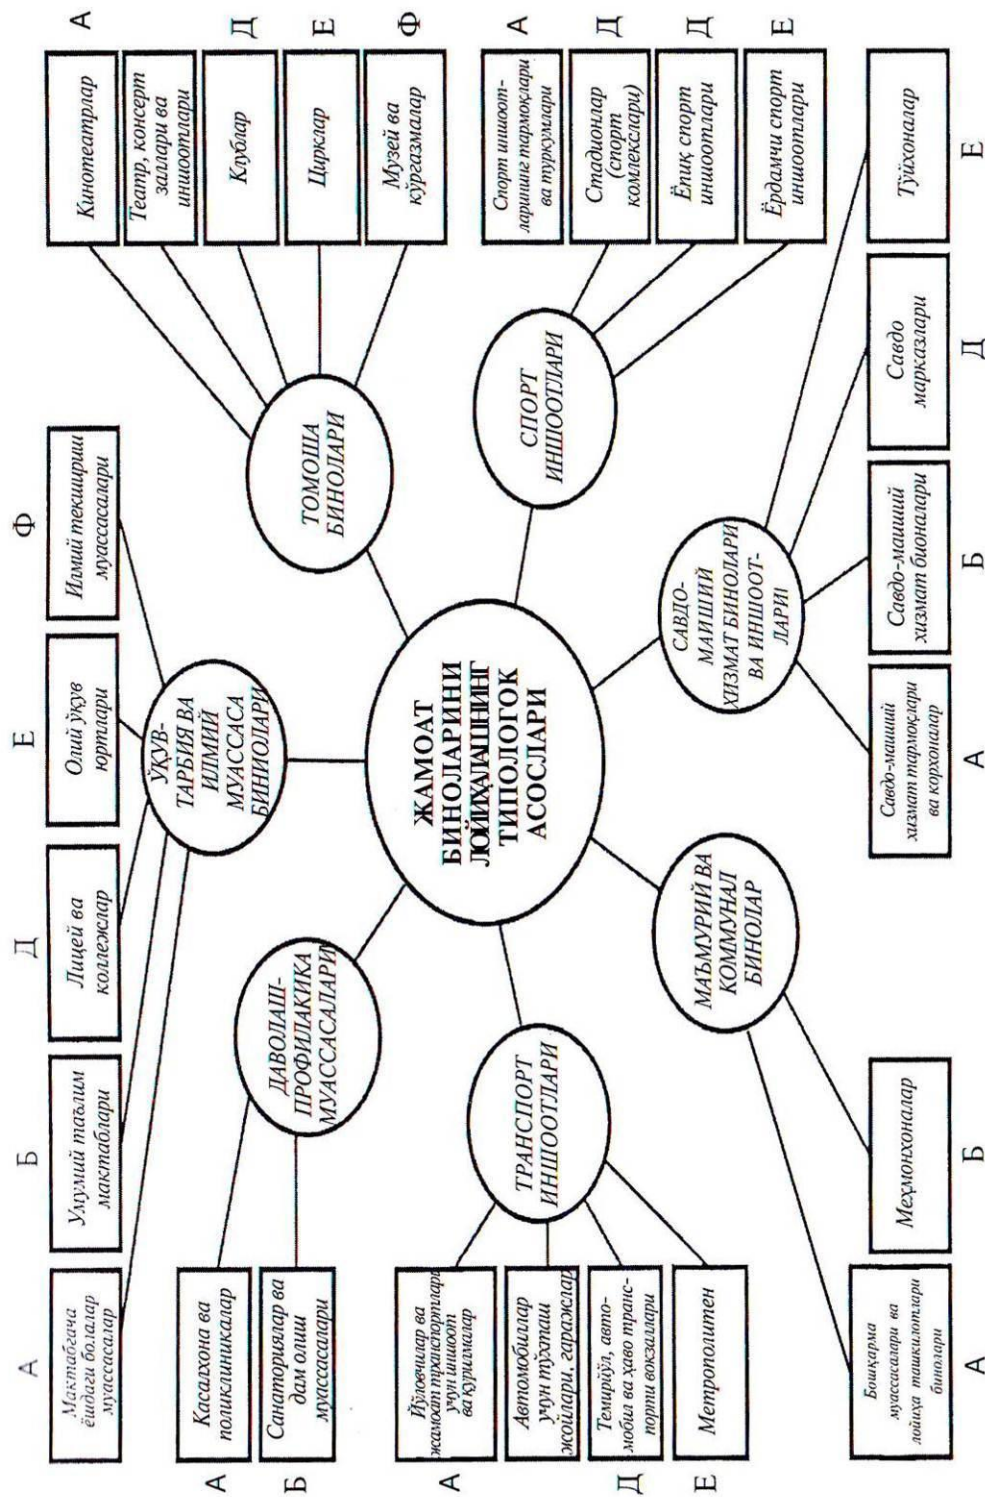 А
Б
Д
Е
Ф
Мактабгача
ёшдаги болалар
муассасалар
Умумий таълим
мактаблари
Лицей ва
коллежлар
Олий ўқув
юртлари
Илмий текшириш
муассасалари
ЎҚУВ-
ТАРБИЯ ВА
ИЛМИЙ
МУАССАСА
БИНИОЛАРИ
А
Кинотеатрлар
Театр, консерт
заллари ва
иншоотлари
Д
Клублар
Е
Цирклар
Ф
Музей ва
кўргазмалар
ТОМОША
БИНОЛАРИ
А
Касалхона ва
поликлиникалар
Б
Санаториялар ва
дам олиш
муассасалари
ДАВОЛАШ-
ПРОФИЛАКИКА
МУАССАСАЛАРИ
ЖАМОАТ
БИНОЛАРИНИ
ЛОЙИҲАЛАШНИНГ
ТИПОЛОГОК
АСОСЛАРИ
СПОРТ
ИНШООТЛАРИ
А
Спорт иншоот-
ларининг тармоқлари
ва туркумлари
Д
Стадионлар
(спорт
комплекслари)
Д
Ёпиқ спорт
иншоотлари
Е
Ёрдамчи спорт
иншоотлари
А
Йўловчилар ва
жамоат транспортлари
учун иншоот
ва қурилмалар
Автомобиллар
учун тўхташ
жойлари, гаражлар
Д
Темирйўл, авто-
мобил ва ҳаво транс-
порти вокзаллари
Е
Метрополитен
ТРАНСПОРТ
ИНШООТЛАРИ
МАЪМУРИЙ ВА
КОММУНАЛ
БИНОЛАР
САВДО-
МАИШИЙ
ХИЗМАТ БИНОЛАРИ
ВА ИНШООТ-
ЛАРИ
Бошқарма
муассасалари ва
лойиҳа ташкилотлари
бинолари
Меҳмонхоналар
Савдо-маиший
хизмат тармоқлари
ва корхоналар
Савдо-маиший
хизмат бионалари
Савдо
марказлари
Тўйхоналар
А
Б
А
Б
Д
Е